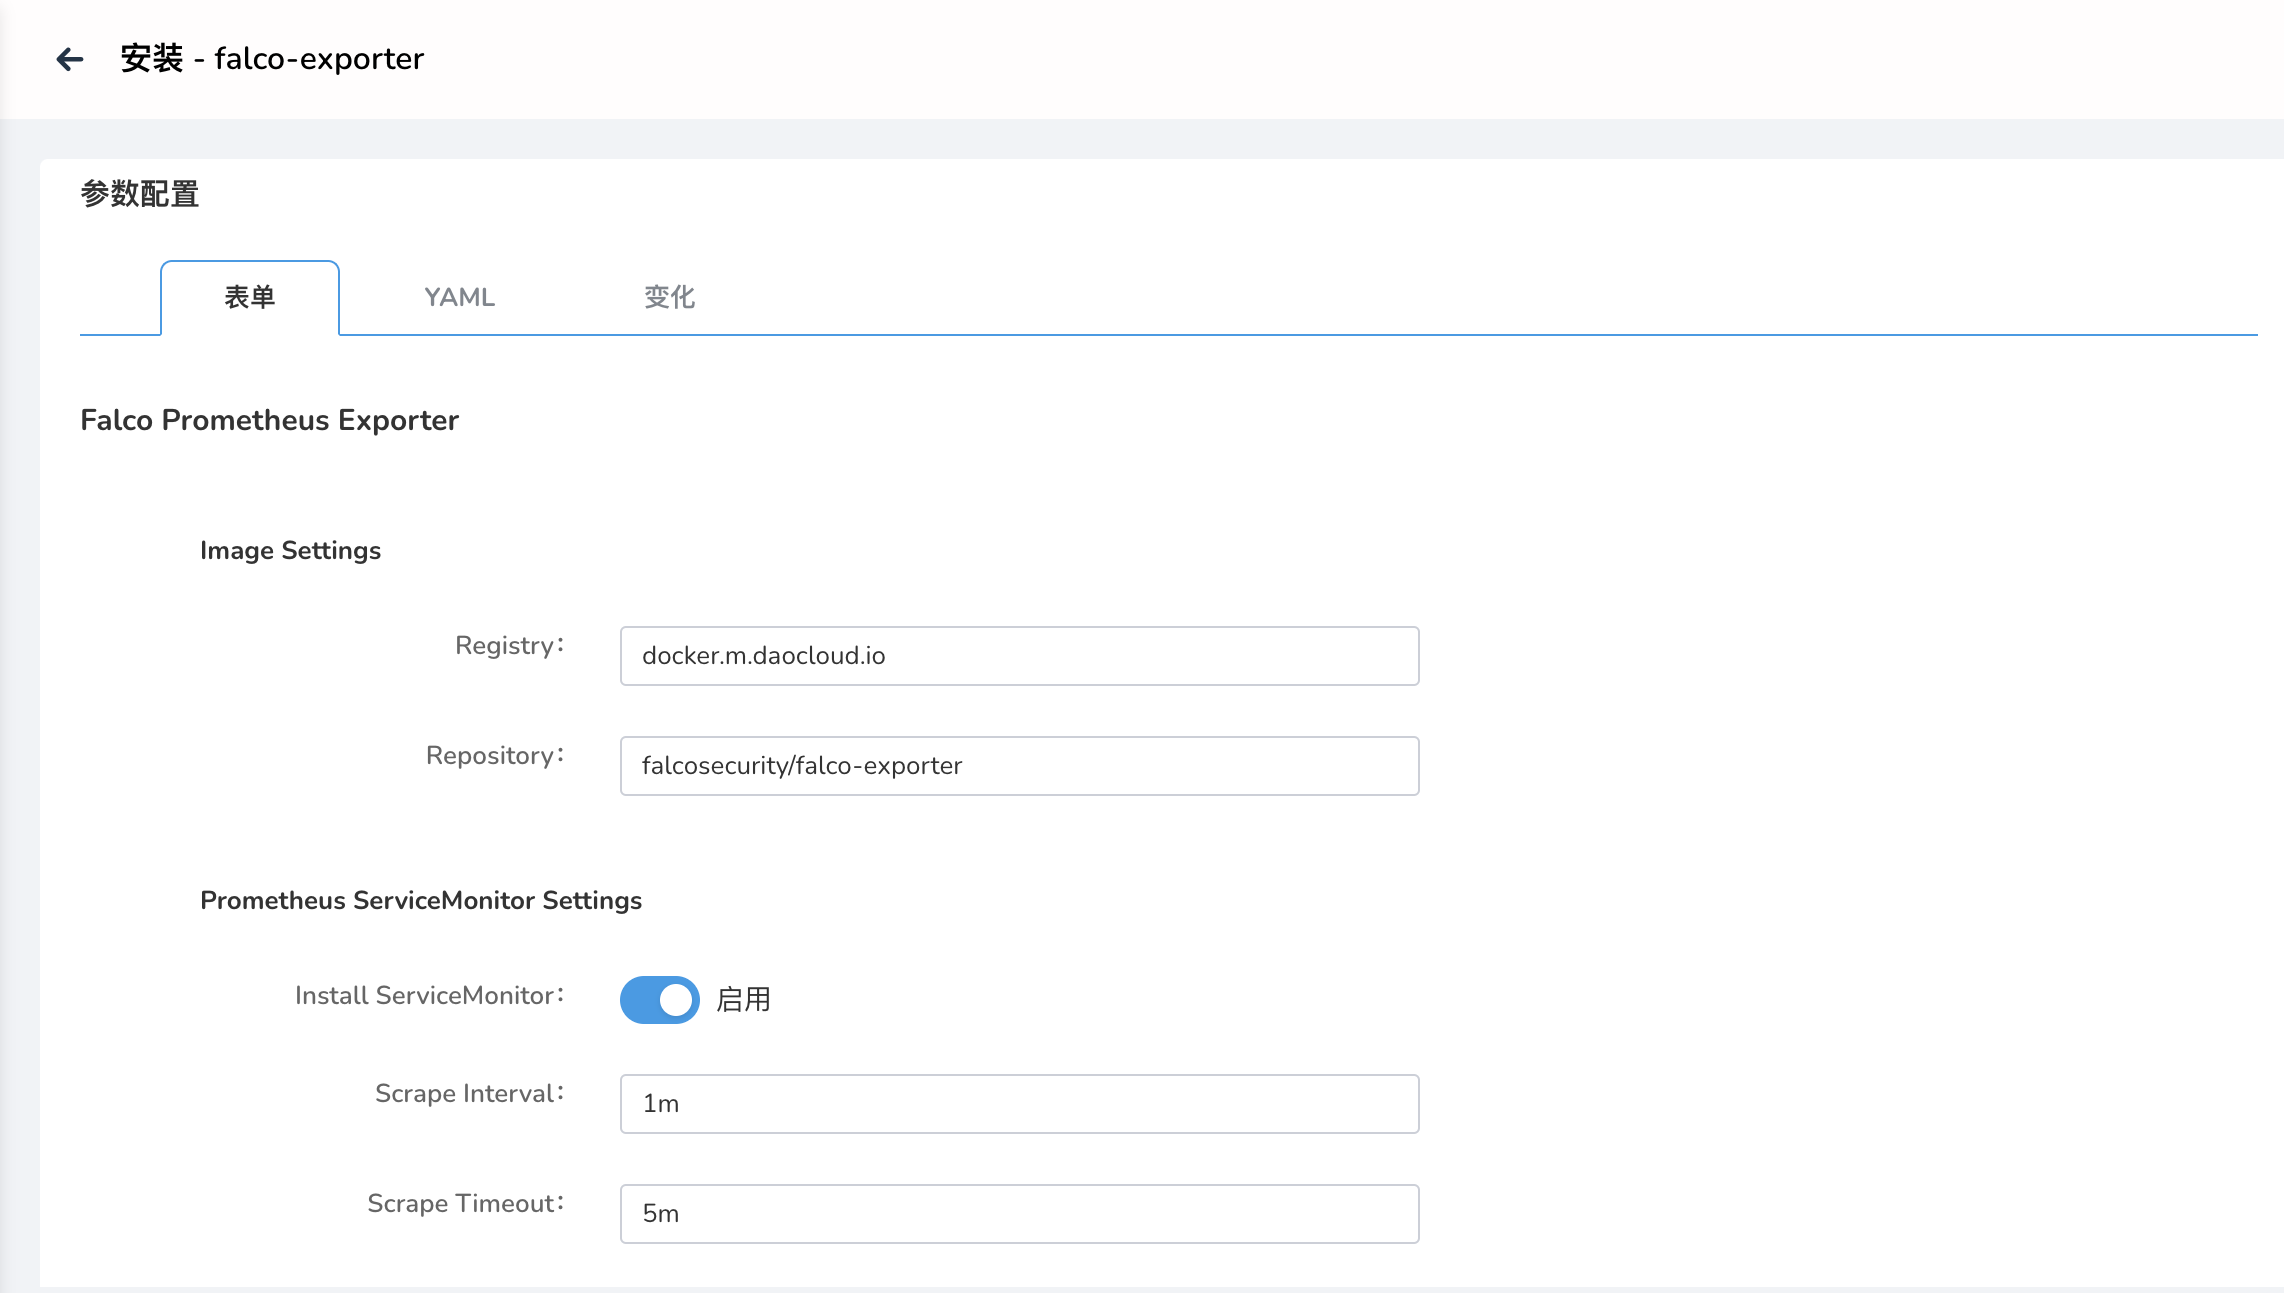 安装 - falco-exporter
参数配置
表单 YAML 变化
Falco Prometheus Exporter
Image Settings
Registry： docker.m.daocloud.io
Repository： falcosecurity/falco-exporter
Prometheus ServiceMonitor Settings
Install ServiceMonitor： 启用
Scrape Interval： 1m
Scrape Timeout： 5m